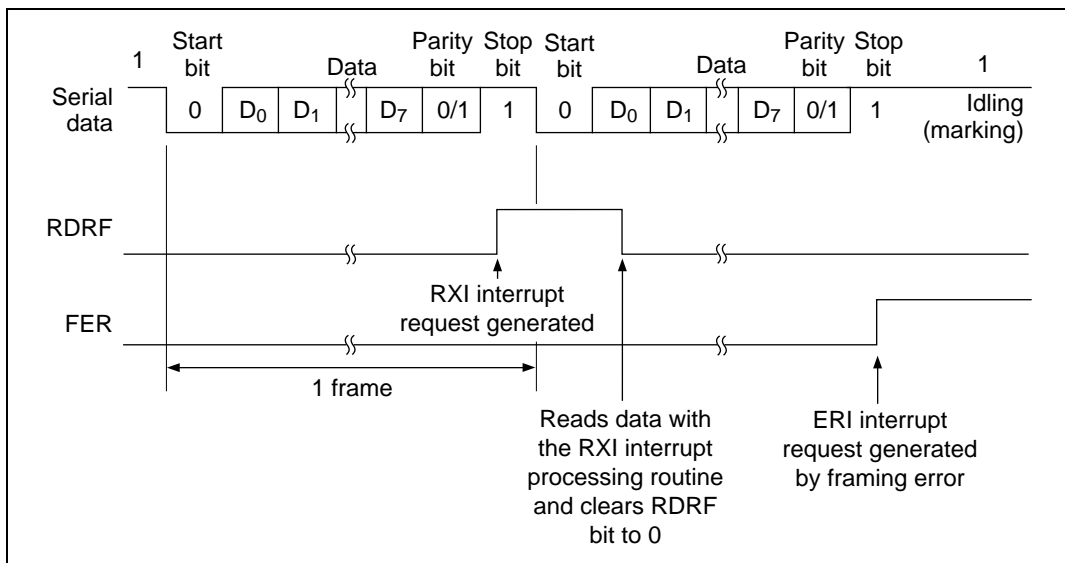 1 Start bit Data Parity bit Stop bit Start bit Data Parity bit Stop bit 1
Serial data 0 D₀ D₁ D₇ 0/1 1 0 D₀ D₁ D₇ 0/1 1 Idling (marking)
RDRF
RXI interrupt
request generated
FER
1 frame
Reads data with
the RXI interrupt
processing routine
and clears RDRF
bit to 0
ERI interrupt
request generated
by framing error